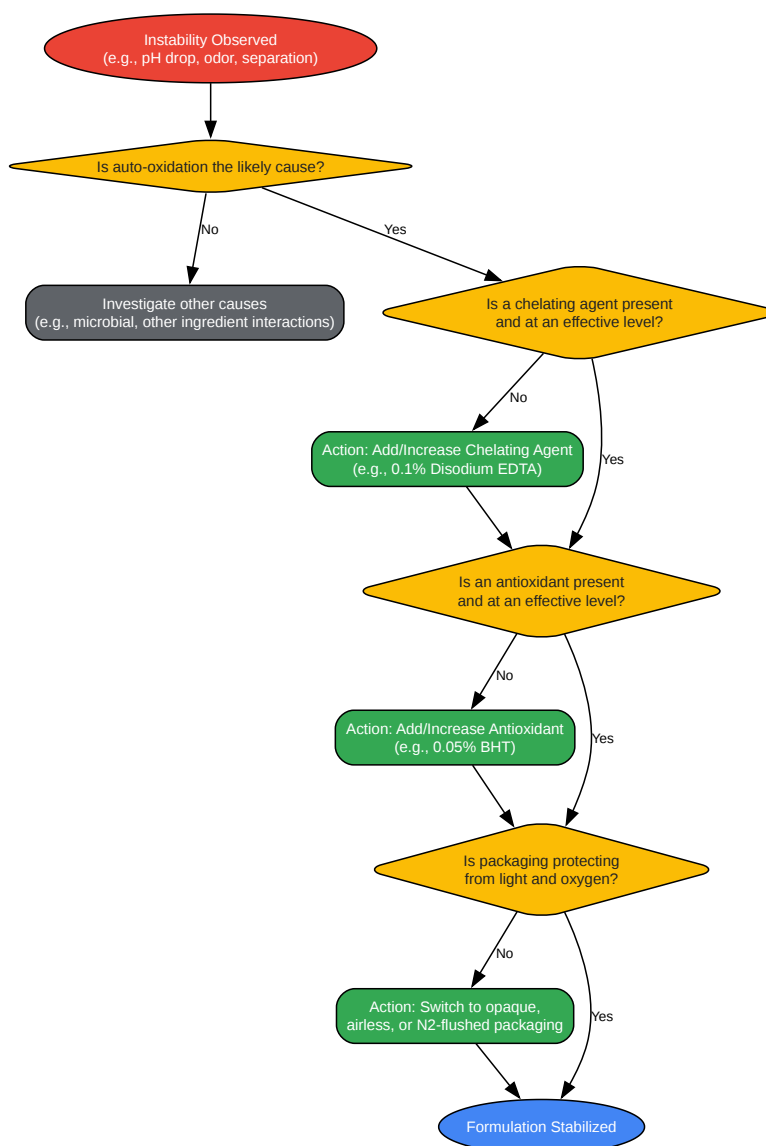 Instability Observed
(e.g., pH drop, odor, separation)
Is auto-oxidation the likely cause?
No
Yes
Investigate other causes
(e.g., microbial, other ingredient interactions)
Is a chelating agent present
and at an effective level?
No
Action: Add/Increase Chelating Agent
(e.g., 0.1% Disodium EDTA)
Yes
Is an antioxidant present
and at an effective level?
No
Action: Add/Increase Antioxidant
(e.g., 0.05% BHT)
Yes
Is packaging protecting
from light and oxygen?
No
Action: Switch to opaque,
airless, or N2-flushed packaging
Yes
Formulation Stabilized